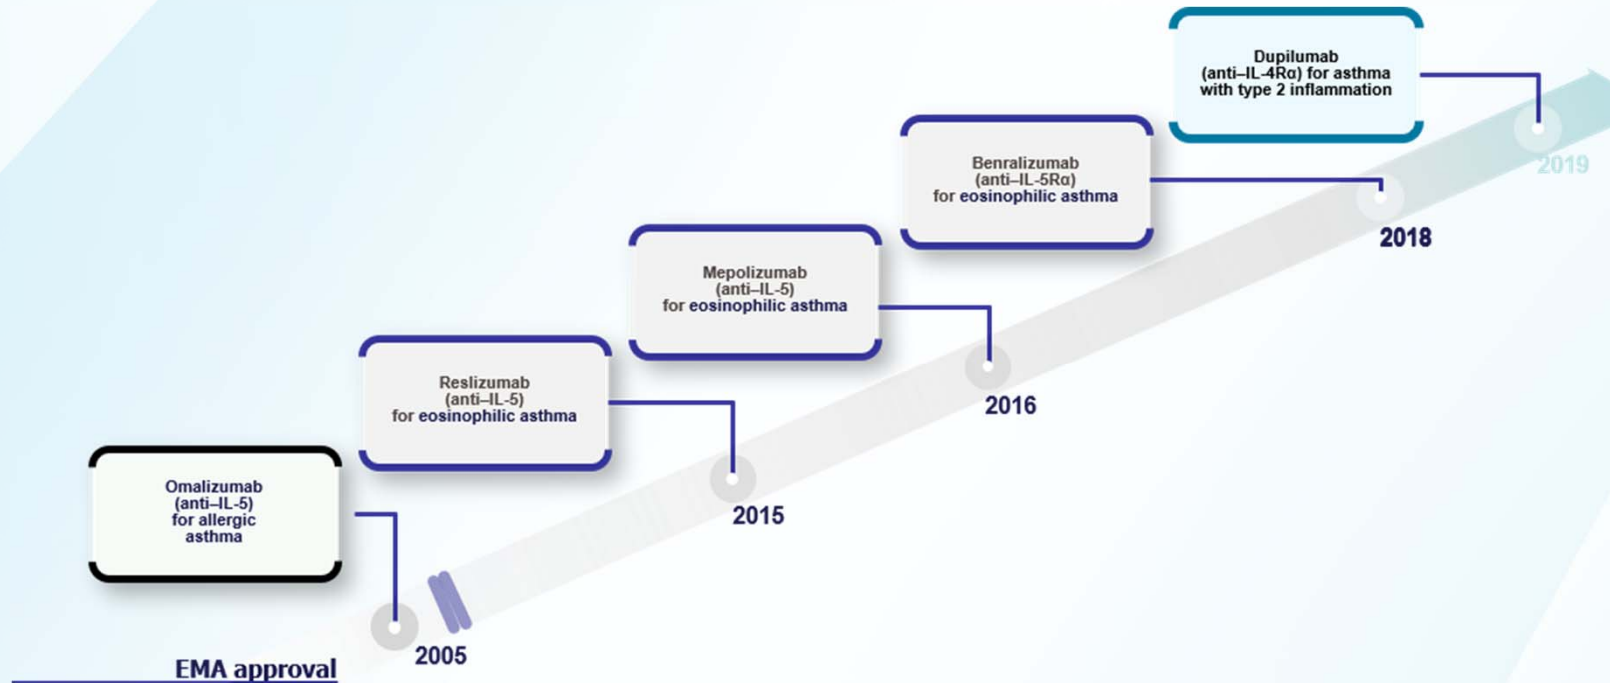 Dupilumab
(anti–IL-4Rα) for asthma
with type 2 inflammation
2019
Benralizumab
(anti–IL-5Rα)
for eosinophilic asthma
2018
Mepolizumab
(anti–IL-5)
for eosinophilic asthma
2016
Reslizumab
(anti–IL-5)
for eosinophilic asthma
2015
Omalizumab
(anti–IL-5)
for allergic
asthma
2005
EMA approval